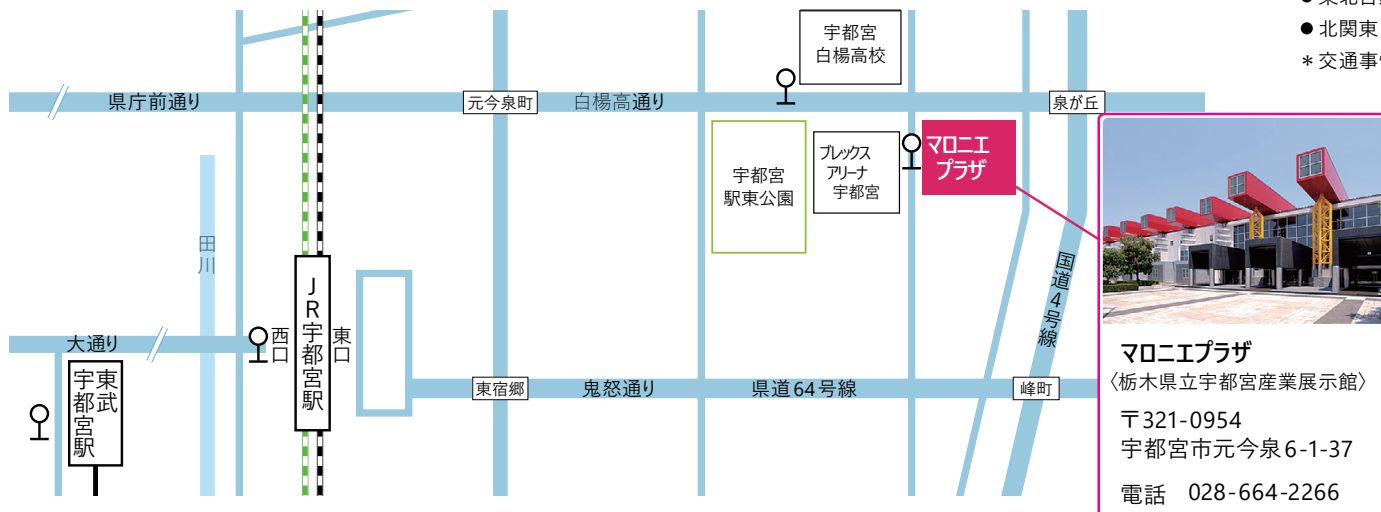 宇都宮
白楊高校
県庁前通り
元今泉町
白楊高通り
泉が丘
宇都宮
駅東公園
ブレックス
アリーナ
宇都宮
マロニエ
プラザ
田川
国道4号線
大通り
西口
JR宇都宮駅
東口
東武
宇都宮駅
東宿郷
鬼怒通り
県道64号線
峰町
●北関東
＊交通事
マロニエプラザ
〈栃木県立宇都宮産業展示館〉
〒321-0954
宇都宮市元今泉6-1-37
電話 028-664-2266